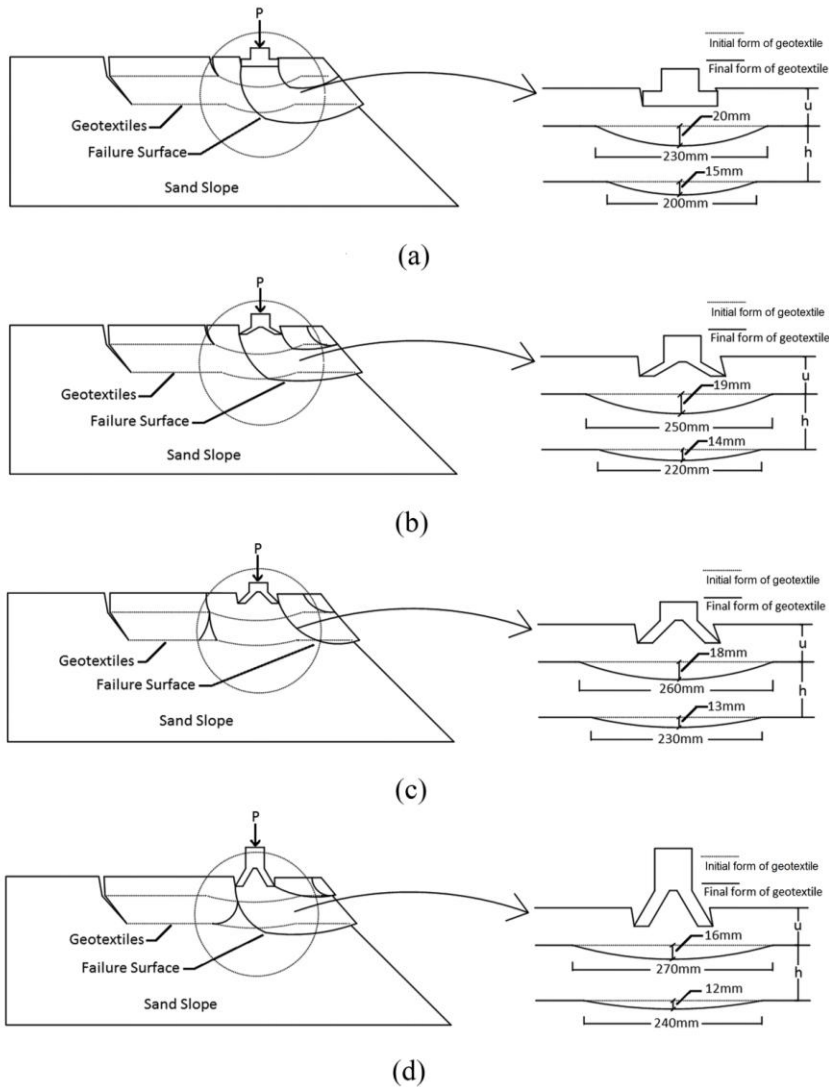 P
Initial form of geotextile
Final form of geotextile
u
20mm
h
230mm
15mm
200mm
Geotextiles
Failure Surface
Sand Slope
(a)
P
Initial form of geotextile
Final form of geotextile
u
19mm
h
250mm
14mm
220mm
Geotextiles
Failure Surface
Sand Slope
(b)
P
Initial form of geotextile
Final form of geotextile
u
18mm
h
260mm
13mm
230mm
Geotextiles
Failure Surface
Sand Slope
(c)
P
Initial form of geotextile
Final form of geotextile
u
16mm
h
270mm
12mm
240mm
Geotextiles
Failure Surface
Sand Slope
(d)